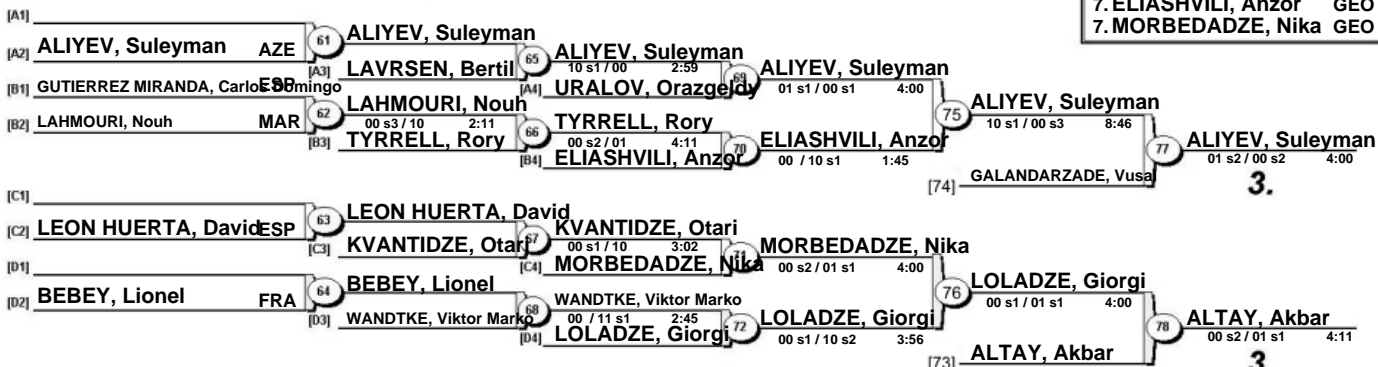 7. ELIASHVILI, Anzor GEO
7. MORBEDADZE, Nika GEO
[A1]
[A2] ALIYEV, Suleyman AZE
61
ALIYEV, Suleyman
[A3] LAVRSEN, Bertil
65
ALIYEV, Suleyman
10 s1 / 00 2:59
[A4] URALOV, Orazgeldy
69
ALIYEV, Suleyman
01 s1 / 00 s1 4:00
[B1] GUTIERREZ MIRANDA, Carlos Domingo ESP
[B2] LAHMOURI, Nouh MAR
62
LAHMOURI, Nouh
00 s3 / 10 2:11
[B3] TYRRELL, Rory
66
TYRRELL, Rory
00 s2 / 01 4:11
[B4] ELIASHVILI, Anzor
70
ELIASHVILI, Anzor
00 / 10 s1 1:45
75
ALIYEV, Suleyman
10 s1 / 00 s3 8:46
[74] GALANDARZADE, Vusal
77
ALIYEV, Suleyman
01 s2 / 00 s2 4:00
3.
[C1]
[C2] LEON HUERTA, David ESP
63
LEON HUERTA, David
[C3] KVANTIDZE, Otari
67
KVANTIDZE, Otari
00 s1 / 10 3:02
[C4] MORBEDADZE, Nika
MORBEDADZE, Nika
00 s2 / 01 s1 4:00
[D1]
[D2] BEBEY, Lionel FRA
64
BEBEY, Lionel
[D3] WANDTKE, Viktor Marko
68
WANDTKE, Viktor Marko
00 / 11 s1 2:45
[D4] LOLADZE, Giorgi
72
LOLADZE, Giorgi
00 s1 / 10 s2 3:56
76
LOLADZE, Giorgi
00 s1 / 01 s1 4:00
[73] ALTAY, Akbar
78
ALTAY, Akbar
00 s2 / 01 s1 4:11
3